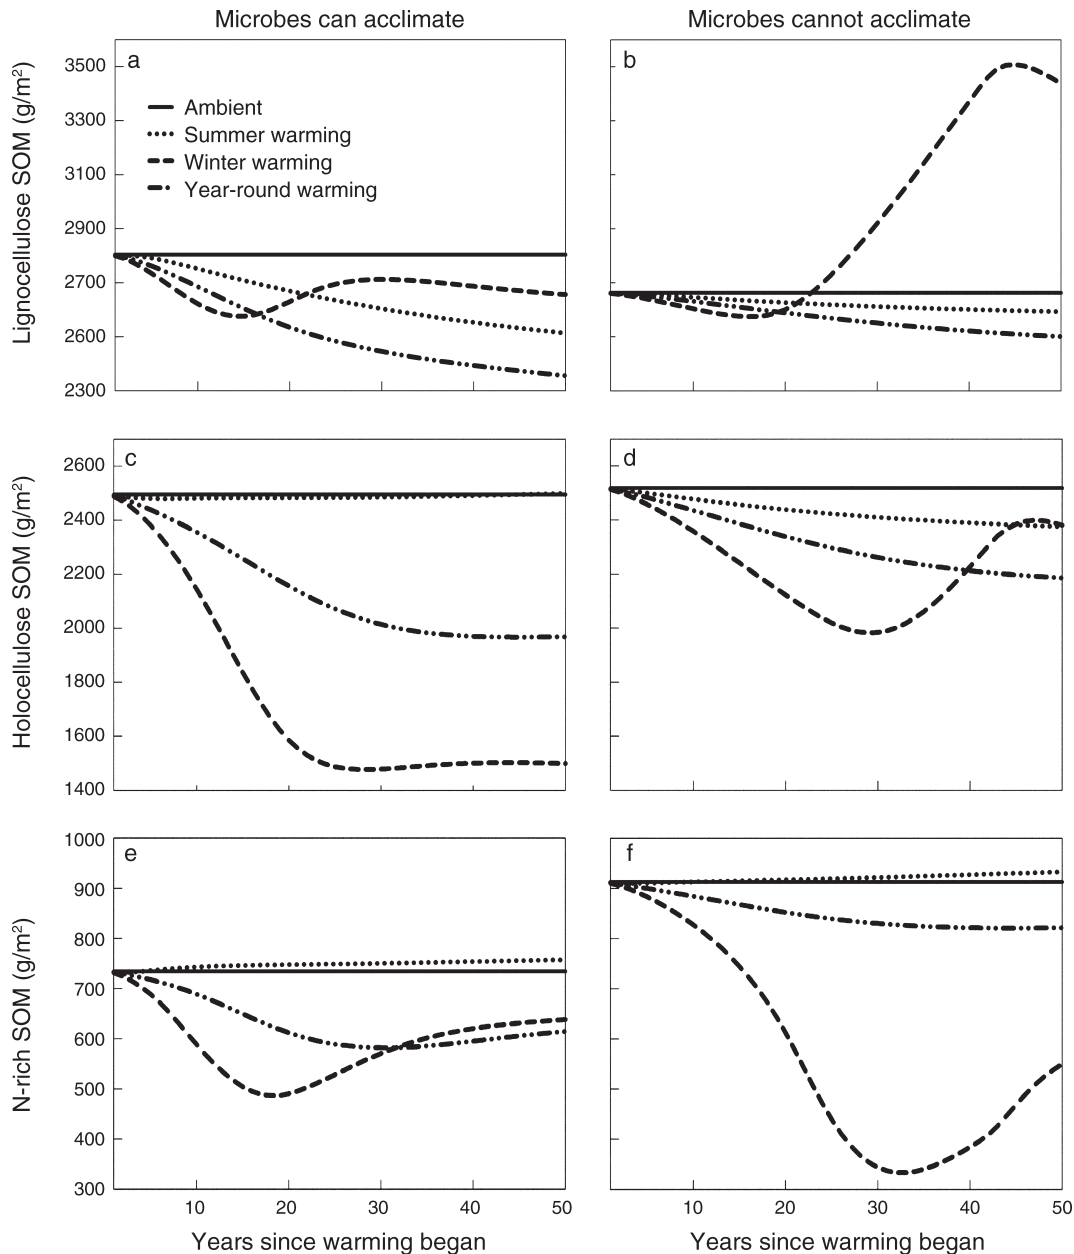 Microbes can acclimate
Microbes cannot acclimate
Lignocellulose SOM (g/m²)
3500
3300
3100
2900
2700
2600
2300
a
Ambient
Summer warming
Winter warming
Year-round warming
b
Holocellulose SOM (g/m²)
2600
2400
2200
2000
1800
1600
1400
c
d
N-rich SOM (g/m²)
1000
900
800
700
600
500
400
300
e
f
10
20
30
40
50
10
20
30
40
50
Years since warming began
Years since warming began